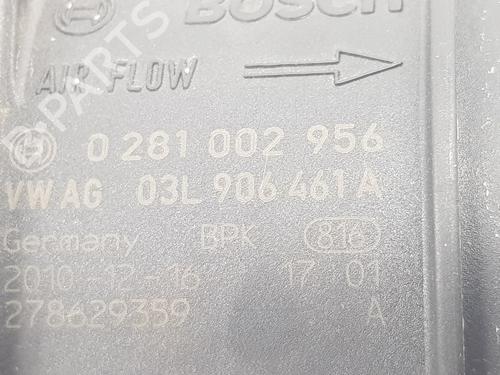 BOSCH
AIR FLOW
0 281 002 956
VW AG 03L 906 461 A
Germany BPK 816
2010-12-16 17 01
278629359 A